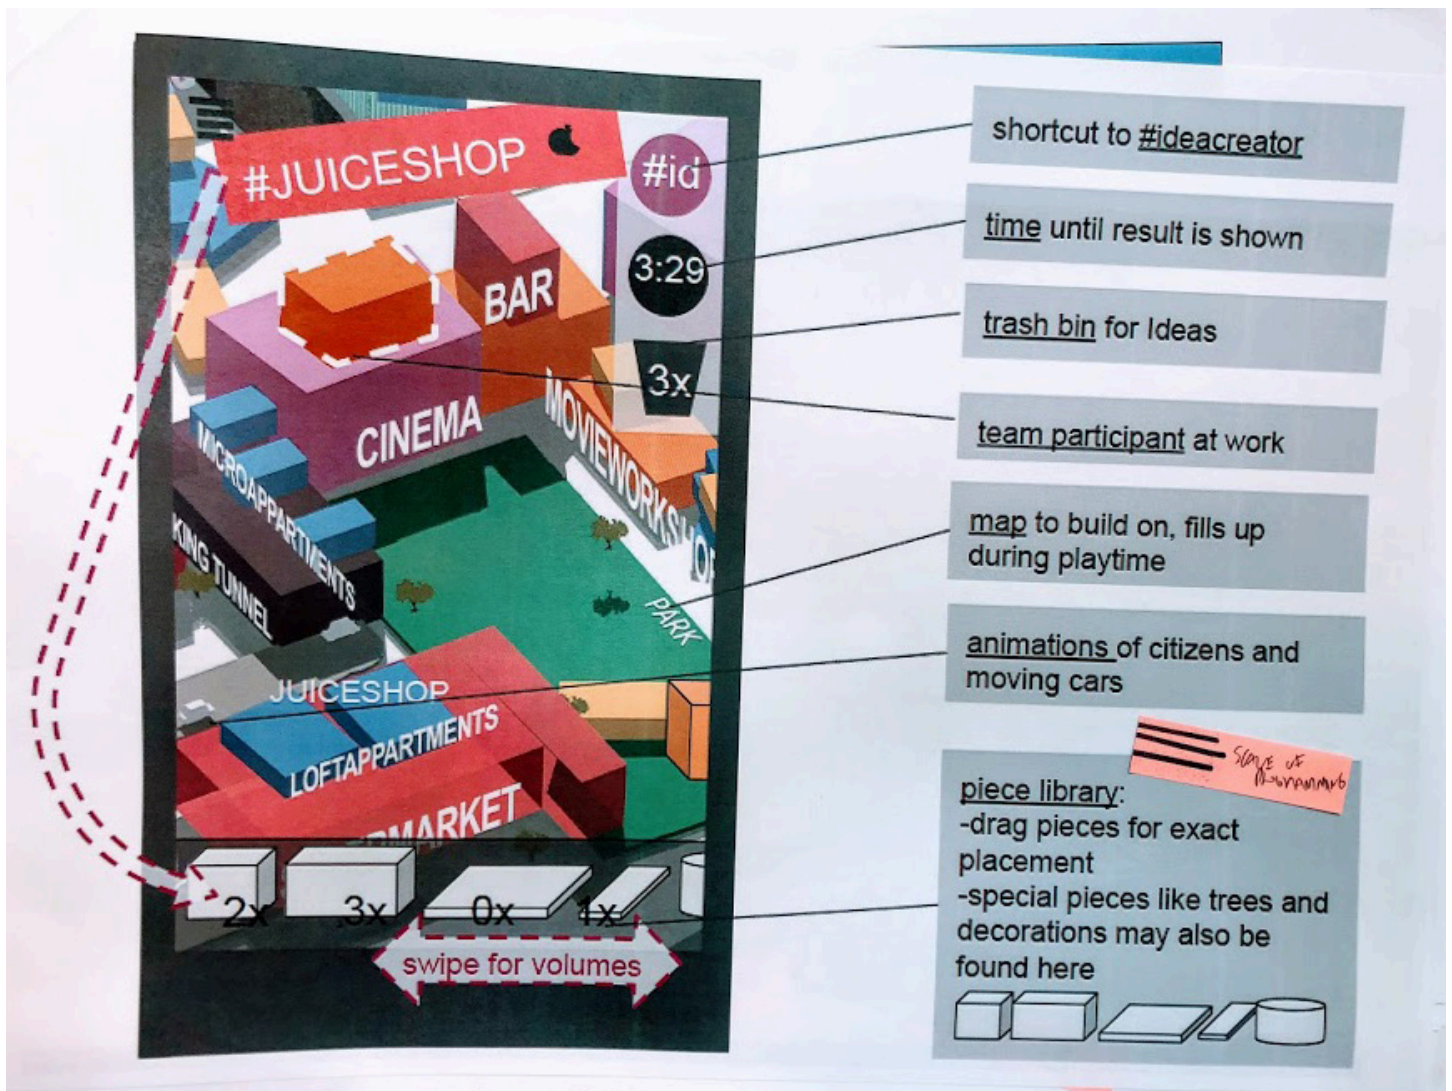 #JUICESHOP
#id
3:29
3x
BAR
CINEMA
MOVIEWORKSHOP
MICROAPPARTMENTS
KING TUNNEL
PARK
JUICESHOP
LOFTAPPARTMENTS
RMARKET
2x
3x
0x
1x
swipe for volumes
shortcut to #ideacreator
time until result is shown
trash bin for Ideas
team participant at work
map to build on, fills up
during playtime
animations of citizens and
moving cars
piece library:
-drag pieces for exact
placement
-special pieces like trees and
decorations may also be
found here
OF